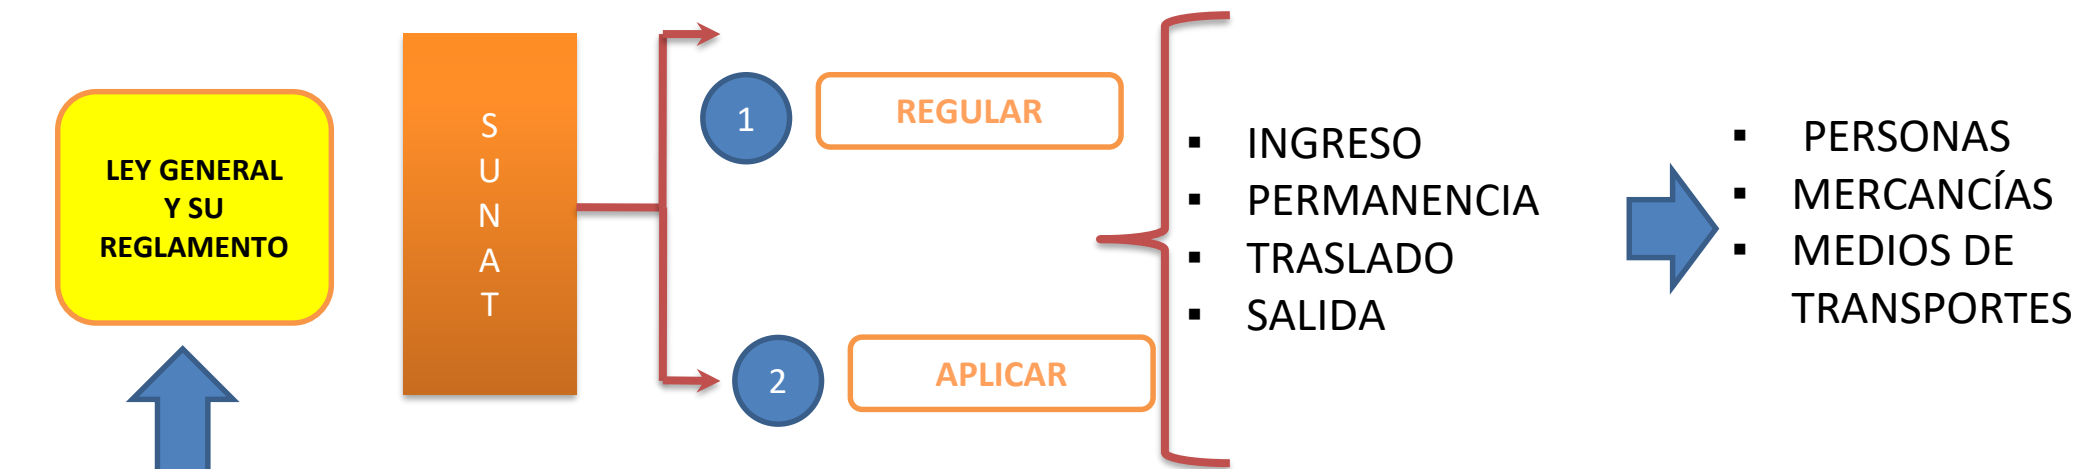 LEY GENERAL
Y SU
REGLAMENTO
S
U
N
A
T
1
REGULAR
2
APLICAR
▪ INGRESO
▪ PERMANENCIA
▪ TRASLADO
▪ SALIDA
▪ PERSONAS
▪ MERCANCÍAS
▪ MEDIOS DE
TRANSPORTES